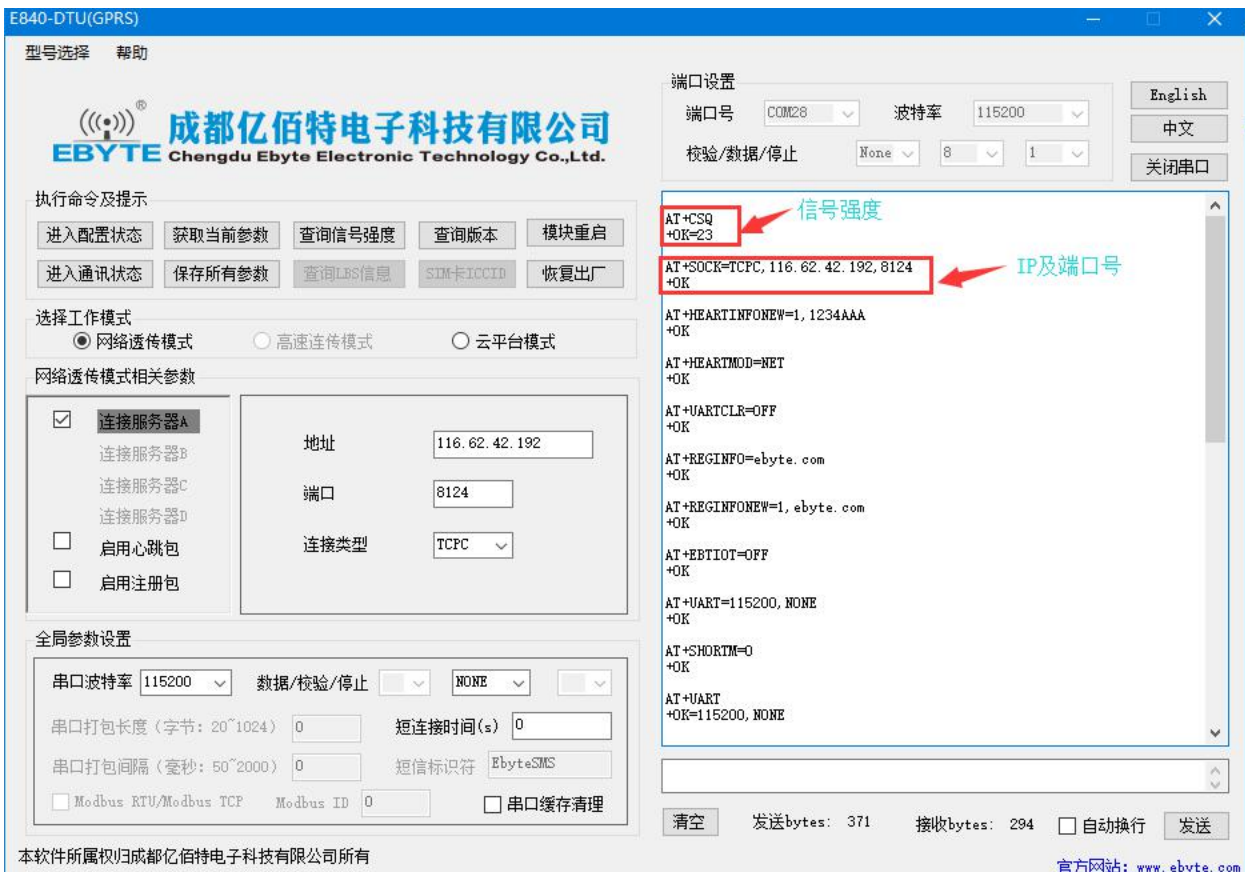 E840-DTU(GPRS)
型号选择 帮助
EBYTE ®
成都亿佰特电子科技有限公司
Chengdu Ebyte Electronic Technology Co.,Ltd.
端口设置
端口号 COM28 波特率 115200
校验/数据/停止 None 8 1
English
中文
关闭串口
执行命令及提示
进入配置状态 获取当前参数 查询信号强度 查询版本 模块重启
进入通讯状态 保存所有参数 查询LBS信息 SIM卡ICCID 恢复出厂
选择工作模式
网络透传模式 高速连传模式 云平台模式
网络透传模式相关参数
连接服务器A
连接服务器B
连接服务器C
连接服务器D
启用心跳包
启用注册包
地址 116.62.42.192
端口 8124
连接类型 TCPC
全局参数设置
串口波特率 115200 数据/校验/停止 NONE
串口打包长度(字节: 20~1024) 0 短连接时间(s) 0
串口打包间隔(毫秒: 50~2000) 0 短信标识符 EbyteSMS
Modbus RTU/Modbus TCP Modbus ID 0 串口缓存清理
本软件所属权归成都亿佰特电子科技有限公司所有
AT+CSQ
+OK=23
信号强度
AT+SOCK=TCPC,116.62.42.192,8124
+OK
IP及端口号
AT+HEARTINFONEW=1,1234AAA
+OK
AT+HEARTMOD=NET
+OK
AT+UARTCLR=OFF
+OK
AT+REGINFO=ebyte.com
+OK
AT+REGINFONEW=1,ebyte.com
+OK
AT+EBTIOT=OFF
+OK
AT+UART=115200,NONE
+OK
AT+SHORTM=0
+OK
AT+UART
+OK=115200,NONE
清空 发送bytes: 371 接收bytes: 294 自动换行 发送
官方网站: www.ebyte.com